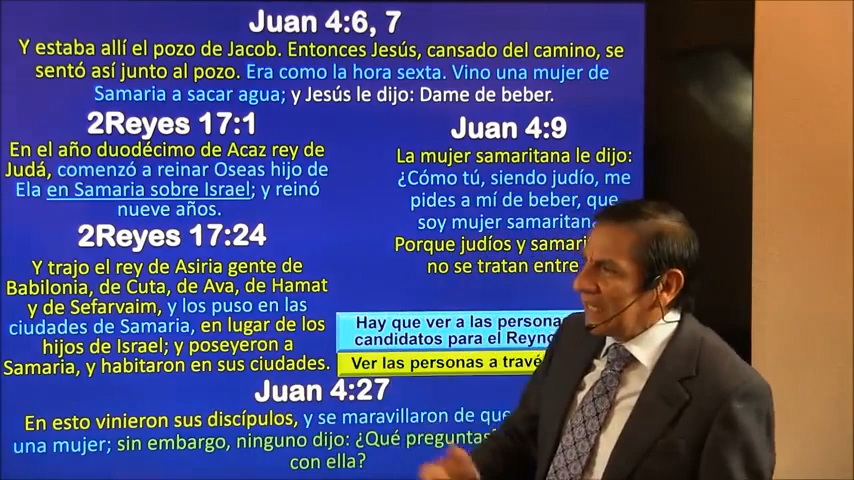 Juan 4:6, 7
Y estaba allí el pozo de Jacob. Entonces Jesús, cansado del camino, se
sentó así junto al pozo. Era como la hora sexta. Vino una mujer de
Samaria a sacar agua; y Jesús le dijo: Dame de beber.
2Reyes 17:1
En el año duodécimo de Acaz rey de
Judá, comenzó a reinar Oseas hijo de
Ela en Samaria sobre Israel; y reinó
nueve años.
2Reyes 17:24
Y trajo el rey de Asiria gente de
Babilonia, de Cuta, de Ava, de Hamat
y de Sefarvaim, y los puso en las
ciudades de Samaria, en lugar de los
hijos de Israel; y poseyeron a
Samaria, y habitaron en sus ciudades.
Juan 4:9
La mujer samaritana le dijo:
¿Cómo tú, siendo judío, me
pides a mí de beber, que
soy mujer samaritana
Porque judíos y
no se tratan entre
Hay que ver a las
candidatos para el
Ver las personas a
Juan 4:27
En esto vinieron sus discípulos, y se maravillaron de que
una mujer; sin embargo, ninguno dijo: ¿Qué
con ella?